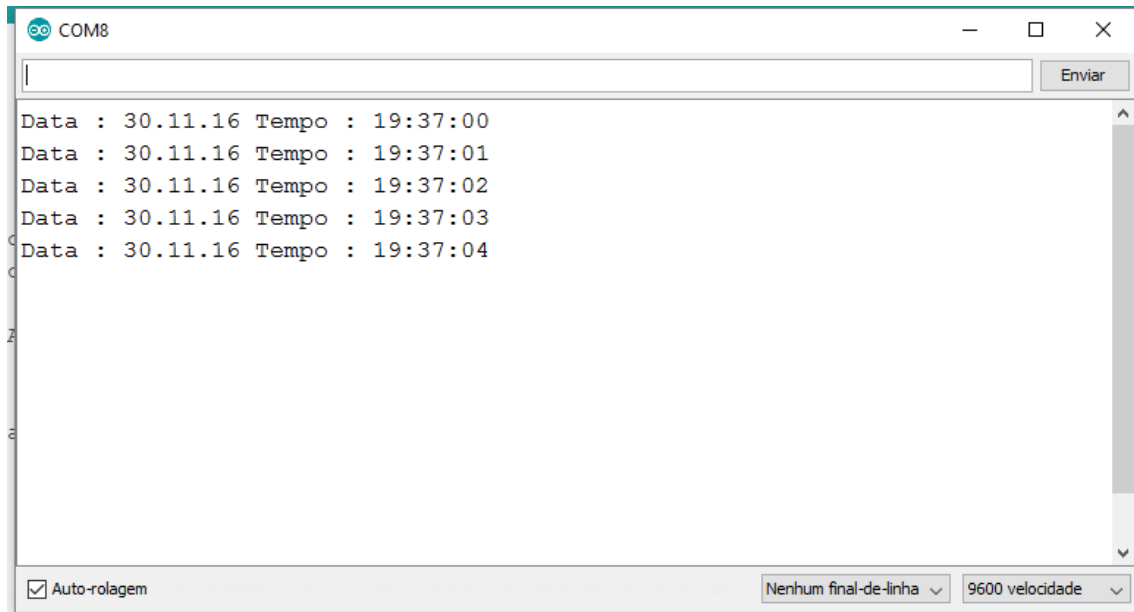 COM8
Enviar
Data : 30.11.16 Tempo : 19:37:00
Data : 30.11.16 Tempo : 19:37:01
Data : 30.11.16 Tempo : 19:37:02
Data : 30.11.16 Tempo : 19:37:03
Data : 30.11.16 Tempo : 19:37:04
Auto-rolagem Nenhum final-de-linha 9600 velocidade